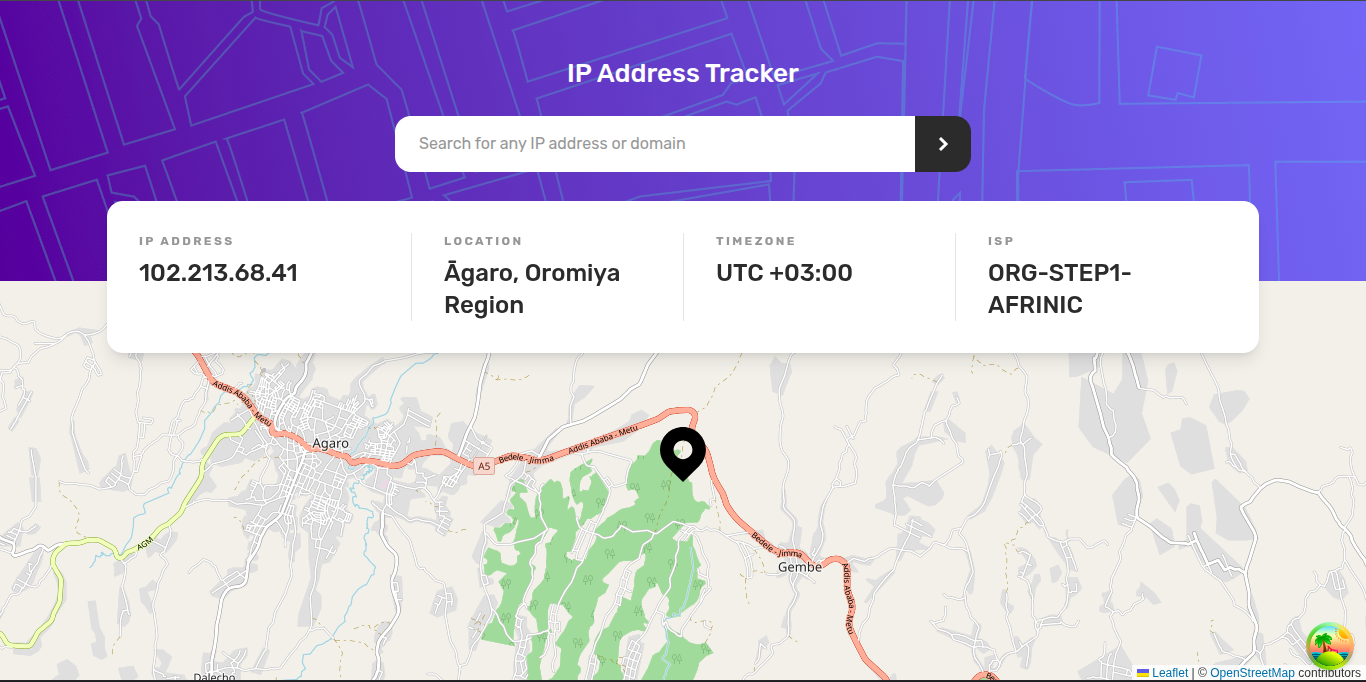 IP Address Tracker
Search for any IP address or domain
IP ADDRESS
102.213.68.41
LOCATION
Āgaro, Oromiya
Region
TIMEZONE
UTC +03:00
ISP
ORG-STEP1-
AFRINIC
Addis Ababa - Metu
Agaro
A5
Bedele - Jimma
Addis Ababa - Metu
AGM
Bedele - Jimma
Gembe
Addis Ababa - Metu
Dalecho
Leaflet | © OpenStreetMap contributors